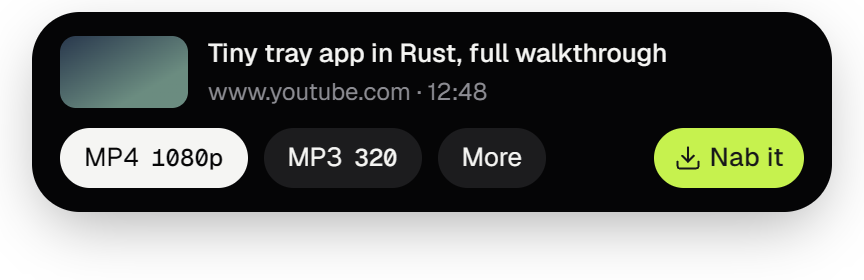 Tiny tray app in Rust, full walkthrough
www.youtube.com · 12:48
MP4 1080p MP3 320 More Nab it